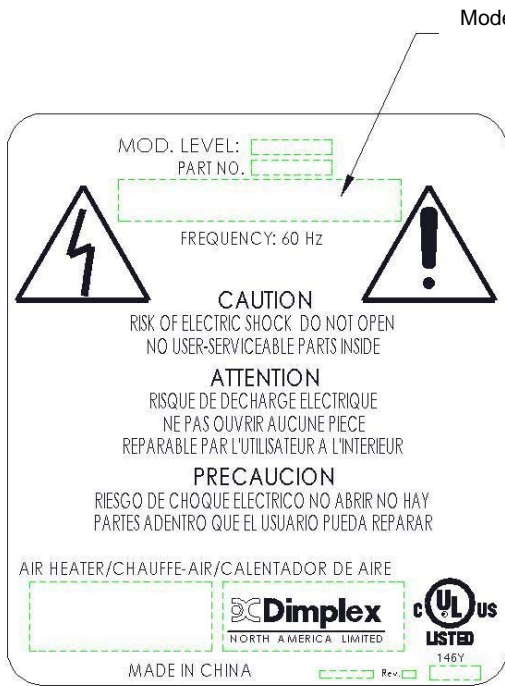 Mode
MOD. LEVEL:
PART NO.
FREQUENCY: 60 Hz
CAUTION
RISK OF ELECTRIC SHOCK DO NOT OPEN
NO USER-SERVICEABLE PARTS INSIDE
ATTENTION
RISQUE DE DECHARGE ELECTRIQUE
NE PAS OUVRIR AUCUNE PIECE
REPARABLE PAR L'UTILISATEUR A L'INTERIEUR
PRECAUCION
RIESGO DE CHOQUE ELECTRICO NO ABRIR NO HAY
PARTES ADENTRO QUE EL USUARIO PUEDA REPARAR
AIR HEATER/CHAUFFE-AIR/CALENTADOR DE AIRE
Dimplex
NORTH AMERICA LIMITED
C UL US
LISTED
146Y
MADE IN CHINA
Rev.